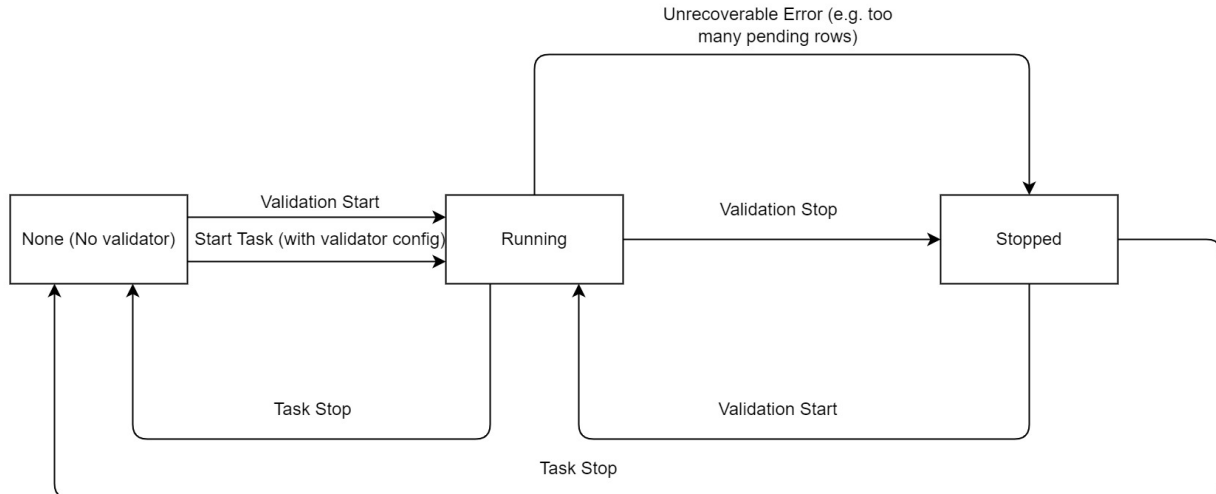 Unrecoverable Error (e.g. too
many pending rows)
Validation Start
Validation Stop
None (No validator)
Start Task (with validator config)
Running
Stopped
Task Stop
Validation Start
Task Stop